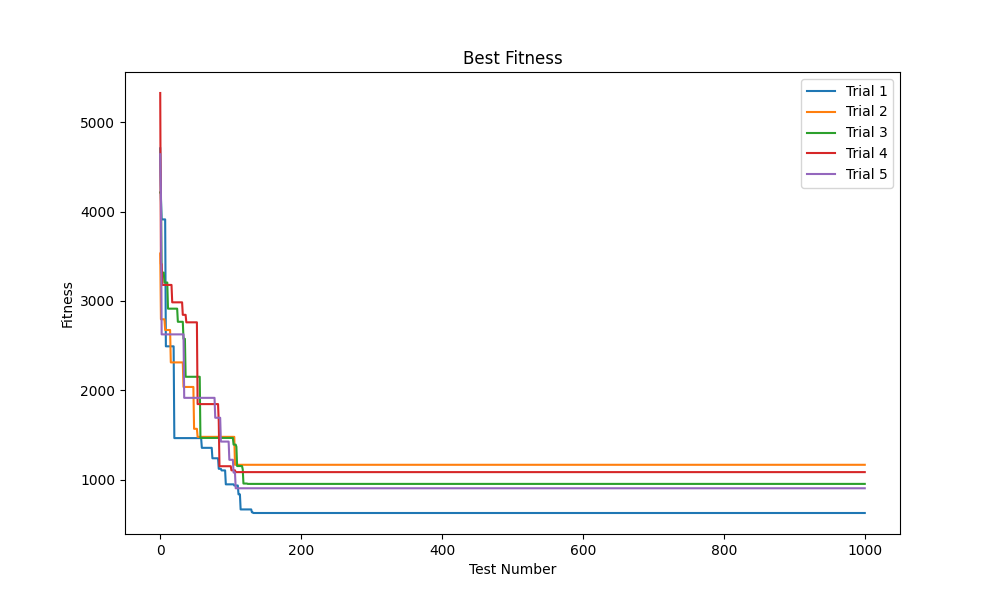 Best Fitness
Trial 1
Trial 2
Trial 3
Trial 4
Trial 5
Fitness
5000
4000
3000
2000
1000
0 200 400 600 800 1000
Test Number